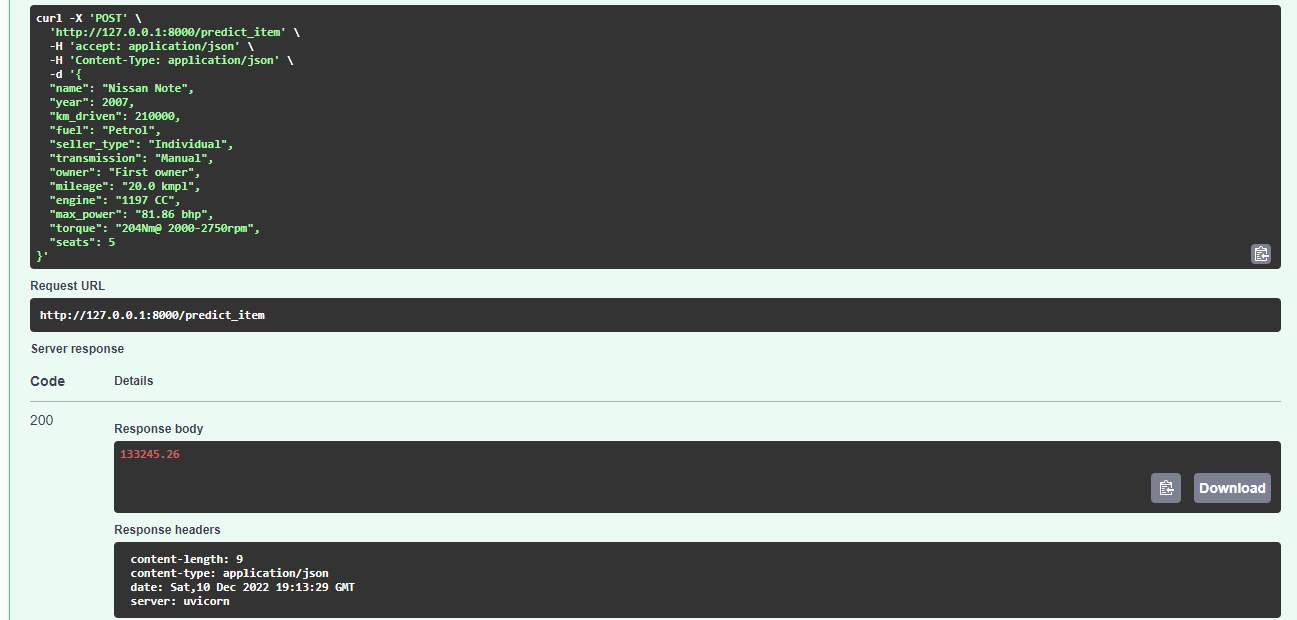 curl -X 'POST' \
  'http://127.0.0.1:8000/predict_item' \
  -H 'accept: application/json' \
  -H 'Content-Type: application/json' \
  -d '{
  "name": "Nissan Note",
  "year": 2007,
  "km_driven": 210000,
  "fuel": "Petrol",
  "seller_type": "Individual",
  "transmission": "Manual",
  "owner": "First owner",
  "mileage": "20.0 kmpl",
  "engine": "1197 CC",
  "max_power": "81.86 bhp",
  "torque": "204Nm@ 2000-2750rpm",
  "seats": 5
}'
Request URL
http://127.0.0.1:8000/predict_item
Server response
Code Details
200
Response body
133245.26
Download
Response headers
content-length: 9
content-type: application/json
date: Sat,10 Dec 2022 19:13:29 GMT
server: uvicorn